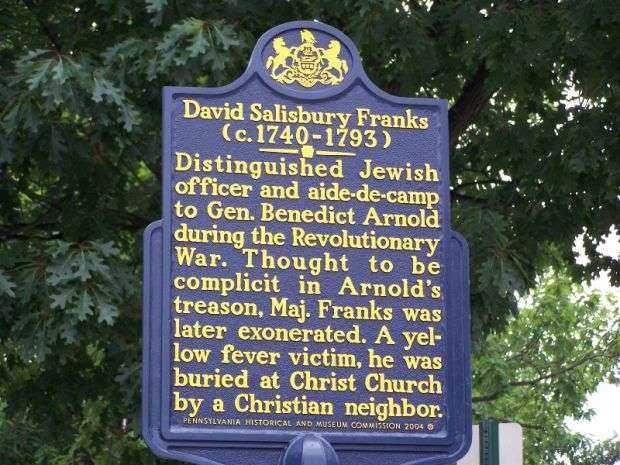 David Salisbury Franks
(c.1740-1793)
Distinguished Jewish
officer and aide-de-camp
to Gen. Benedict Arnold
during the Revolutionary
War. Thought to be
complicit in Arnold's
treason, Maj. Franks was
later exonerated. A yel-
low fever victim, he was
buried at Christ Church
by a Christian neighbor.
PENNSYLVANIA HISTORICAL AND MUSEUM COMMISSION 2004 ©